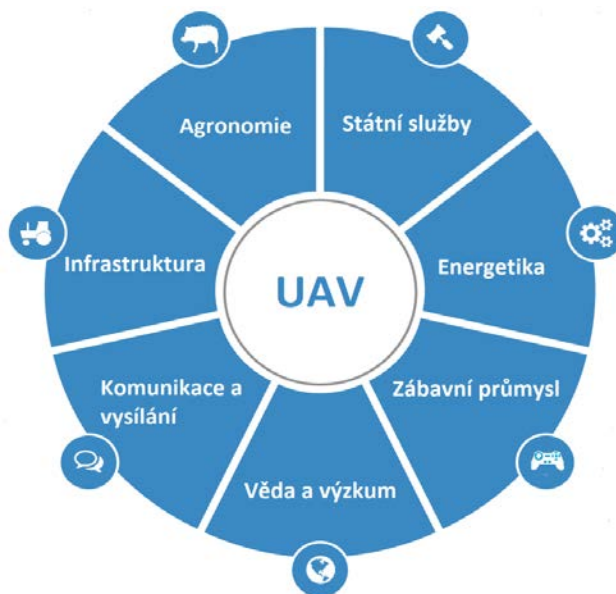 Agronomie
Státní služby
Infrastruktura
UAV
Energetika
Komunikace a
vysílání
Zábavní průmysl
Věda a výzkum